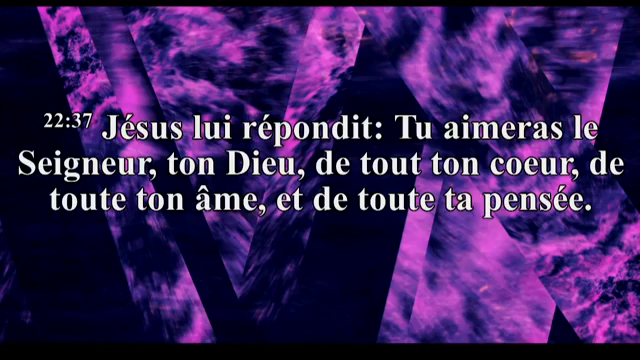 22:37 Jésus lui répondit: Tu aimeras le
Seigneur, ton Dieu, de tout ton coeur, de
toute ton âme, et de toute ta pensée.